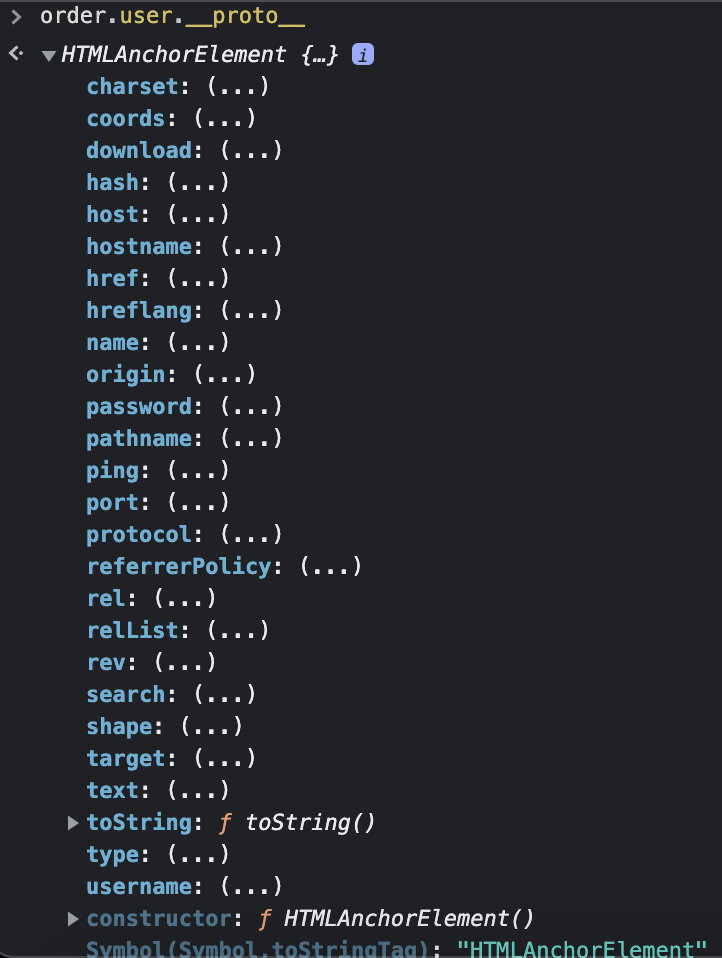 > order.user.__proto__
HTMLAnchorElement {…} i
charset: (...)
coords: (...)
download: (...)
hash: (...)
host: (...)
hostname: (...)
href: (...)
hreflang: (...)
name: (...)
origin: (...)
password: (...)
pathname: (...)
ping: (...)
port: (...)
protocol: (...)
referrerPolicy: (...)
rel: (...)
relList: (...)
rev: (...)
search: (...)
shape: (...)
target: (...)
text: (...)
toString: ƒ toString()
type: (...)
username: (...)
constructor: ƒ HTMLAnchorElement()
Symbol(Symbol.toStringTag): "HTMLAnchorElement"